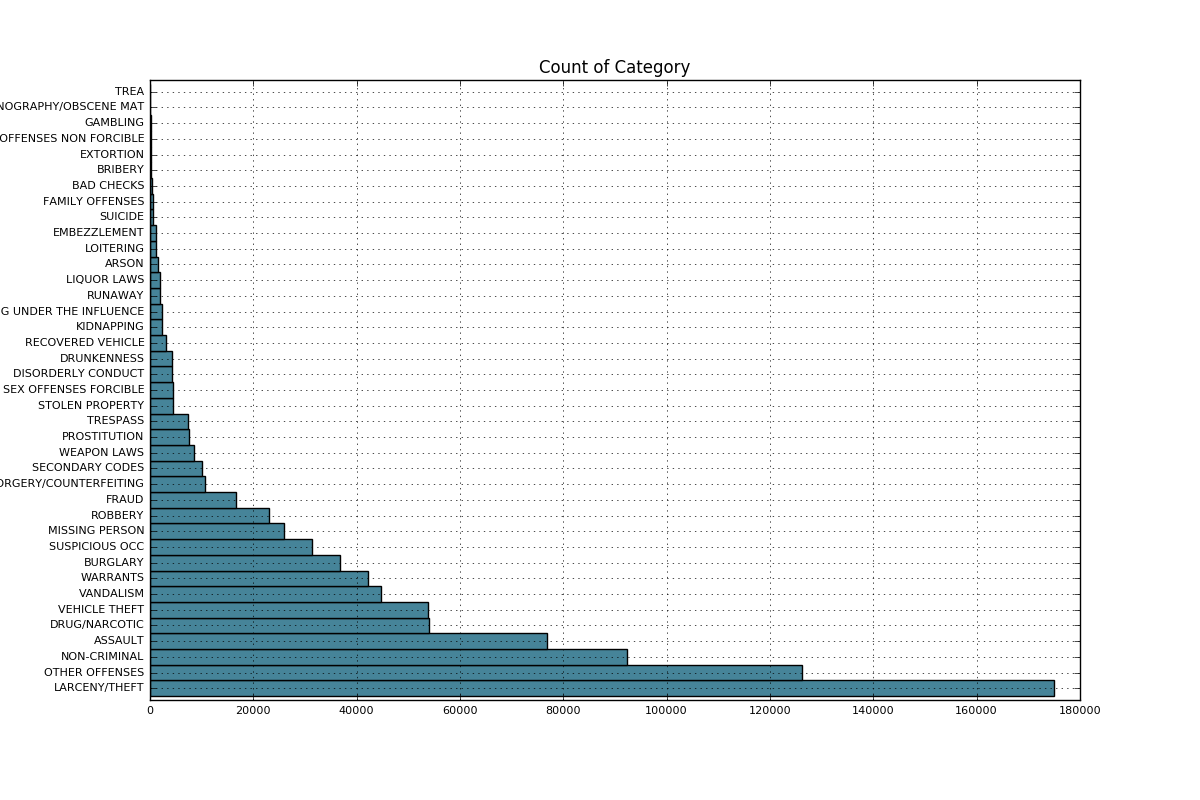 Count of Category
TREA
NOGRAPHY/OBSCENE MAT
GAMBLING
OFFENSES NON FORCIBLE
EXTORTION
BRIBERY
BAD CHECKS
FAMILY OFFENSES
SUICIDE
EMBEZZLEMENT
LOITERING
ARSON
LIQUOR LAWS
RUNAWAY
G UNDER THE INFLUENCE
KIDNAPPING
RECOVERED VEHICLE
DRUNKENNESS
DISORDERLY CONDUCT
SEX OFFENSES FORCIBLE
STOLEN PROPERTY
TRESPASS
PROSTITUTION
WEAPON LAWS
SECONDARY CODES
ORGERY/COUNTERFEITING
FRAUD
ROBBERY
MISSING PERSON
SUSPICIOUS OCC
BURGLARY
WARRANTS
VANDALISM
VEHICLE THEFT
DRUG/NARCOTIC
ASSAULT
NON-CRIMINAL
OTHER OFFENSES
LARCENY/THEFT
0 20000 40000 60000 80000 100000 120000 140000 160000 180000